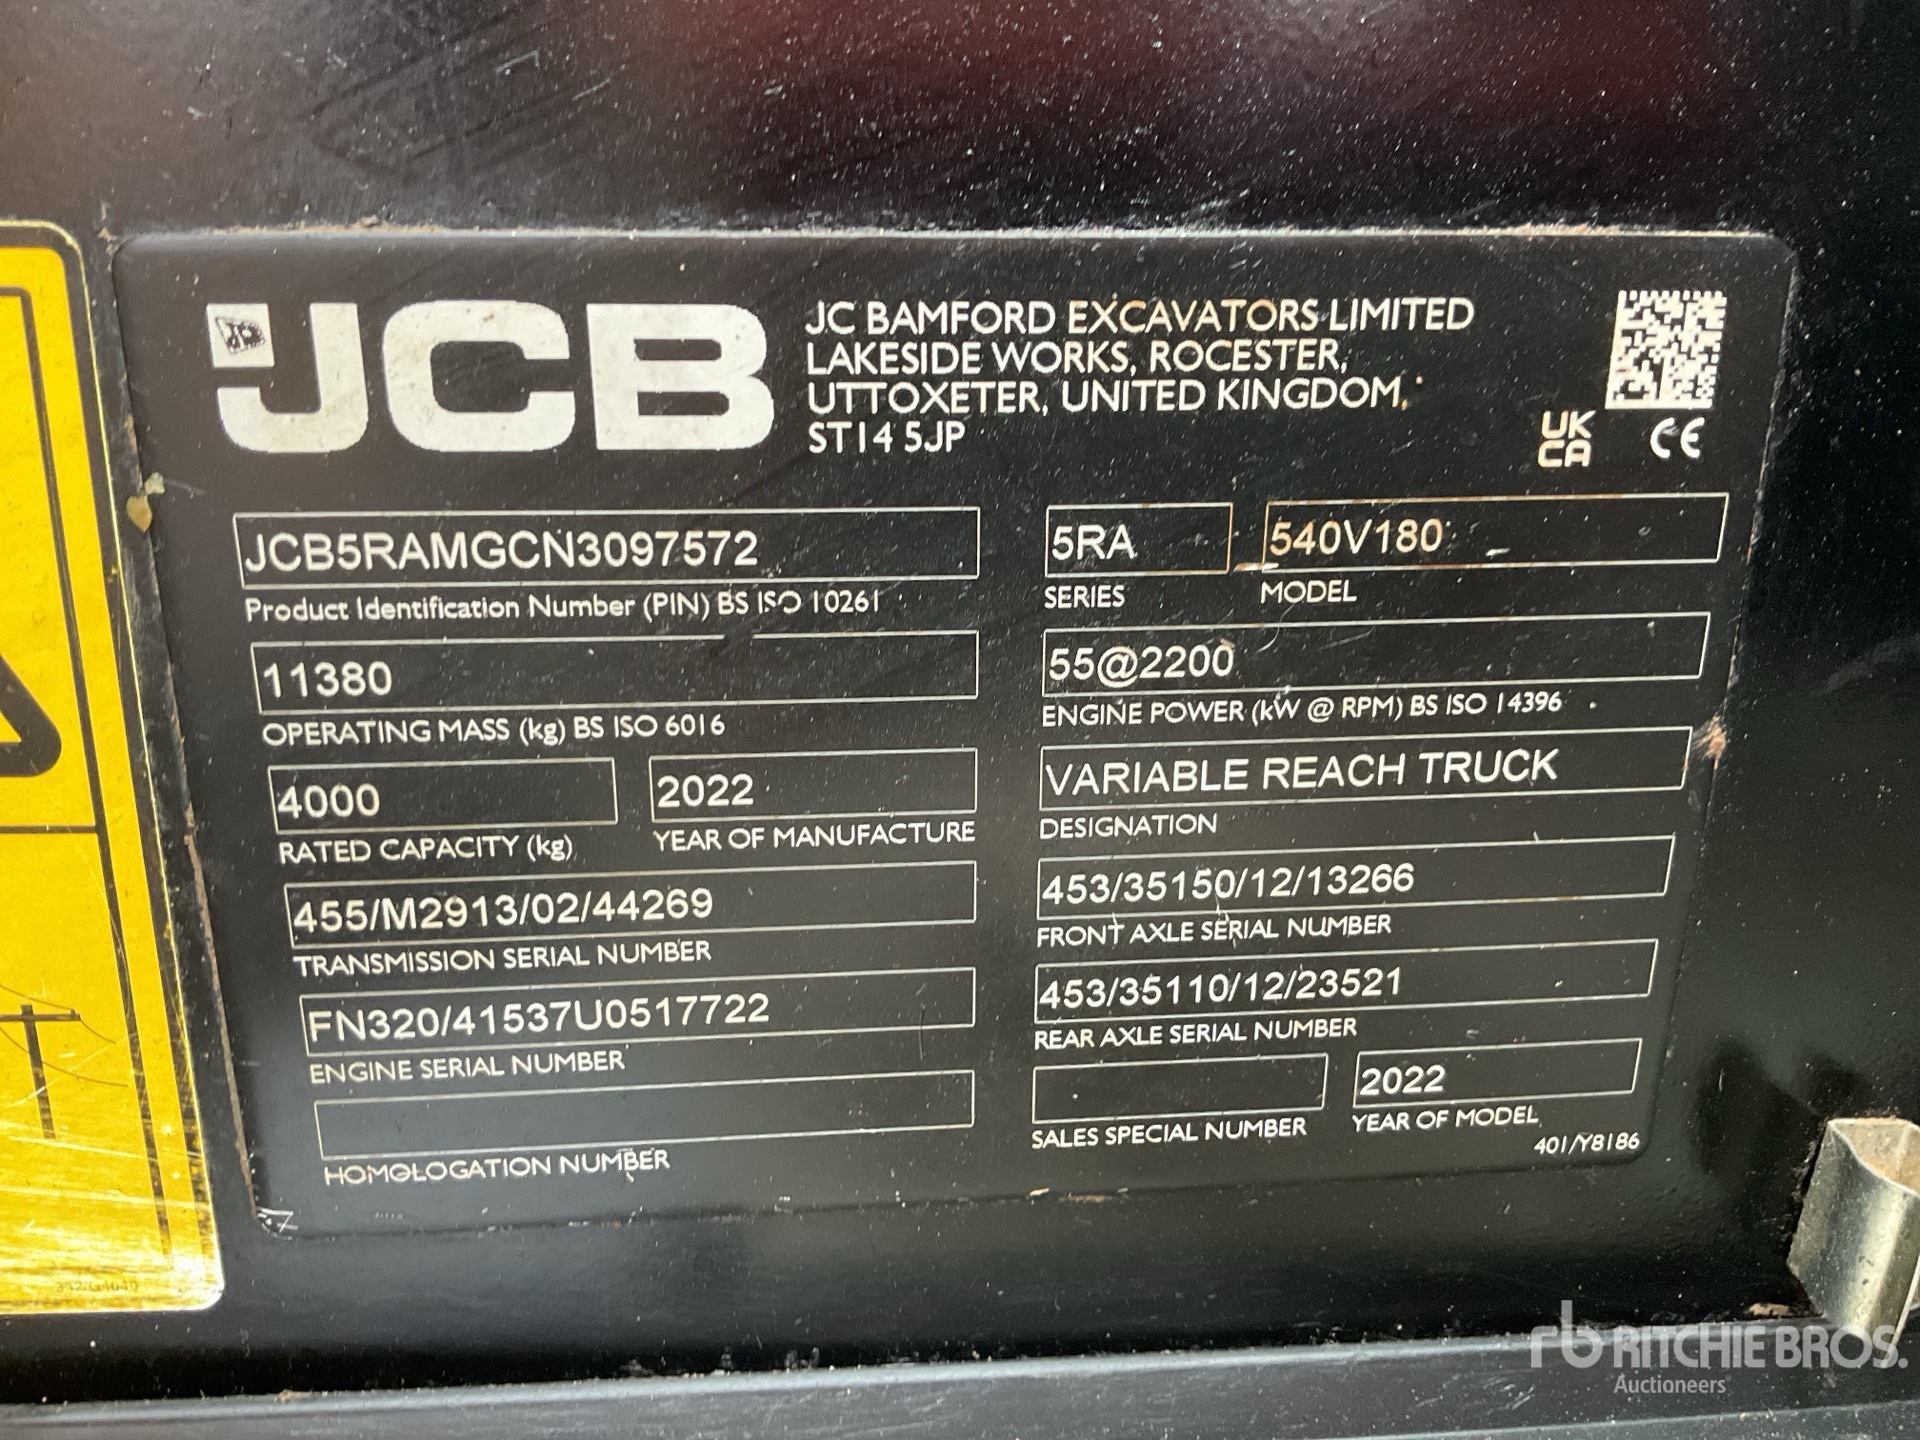 JCB
JC BAMFORD EXCAVATORS LIMITED
LAKESIDE WORKS, ROCESTER,
UTTOXETER, UNITED KINGDOM,
ST14 5JP
UK
CA
CE
JCB5RAMGCN3097572
Product Identification Number (PIN) BS ISO 10261
5RA
SERIES
540V180
MODEL
11380
OPERATING MASS (kg) BS ISO 6016
55@2200
ENGINE POWER (kW @ RPM) BS ISO 14396
4000
RATED CAPACITY (kg)
2022
YEAR OF MANUFACTURE
VARIABLE REACH TRUCK
DESIGNATION
455/M2913/02/44269
TRANSMISSION SERIAL NUMBER
453/35150/12/13266
FRONT AXLE SERIAL NUMBER
FN320/41537U0517722
ENGINE SERIAL NUMBER
453/35110/12/23521
REAR AXLE SERIAL NUMBER
HOMOLOGATION NUMBER
SALES SPECIAL NUMBER
2022
YEAR OF MODEL
401/Y8186
rb RITCHIE BROS.
Auctioneers